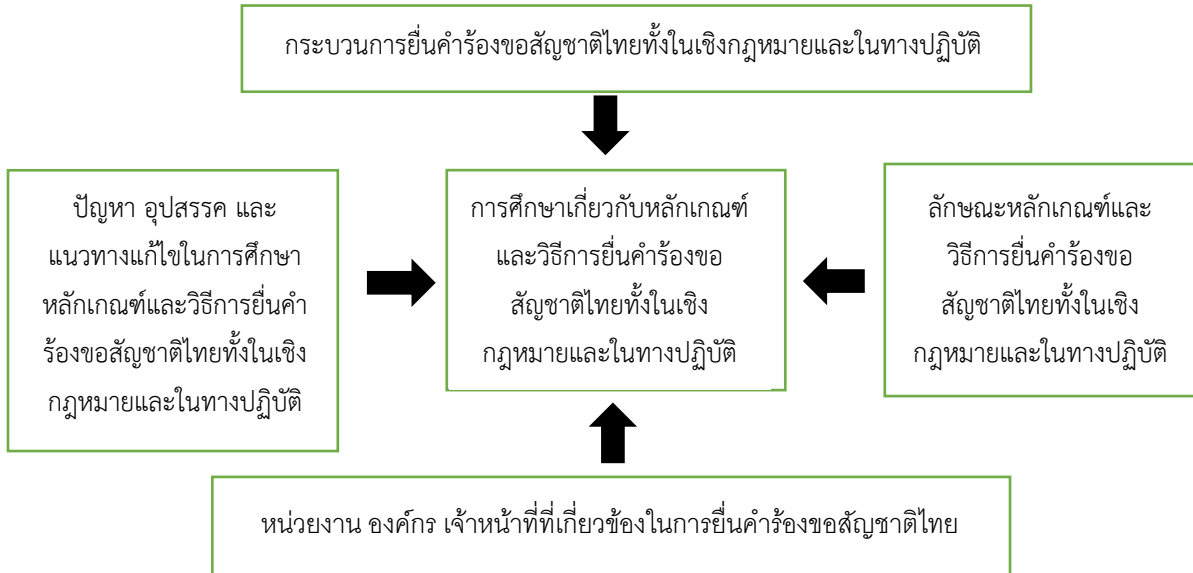 กระบวนการยื่นคำร้องขอสัญชาติไทยทั้งในเชิงกฎหมายและในทางปฏิบัติ
ปัญหา อุปสรรค และ
แนวทางแก้ไขในการศึกษา
หลักเกณฑ์และวิธีการยื่นคำ
ร้องขอสัญชาติไทยทั้งในเชิง
กฎหมายและในทางปฏิบัติ
การศึกษาเกี่ยวกับหลักเกณฑ์
และวิธีการยื่นคำร้องขอ
สัญชาติไทยทั้งในเชิง
กฎหมายและในทางปฏิบัติ
ลักษณะหลักเกณฑ์และ
วิธีการยื่นคำร้องขอ
สัญชาติไทยทั้งในเชิง
กฎหมายและในทางปฏิบัติ
หน่วยงาน องค์กร เจ้าหน้าที่ที่เกี่ยวข้องในการยื่นคำร้องขอสัญชาติไทย